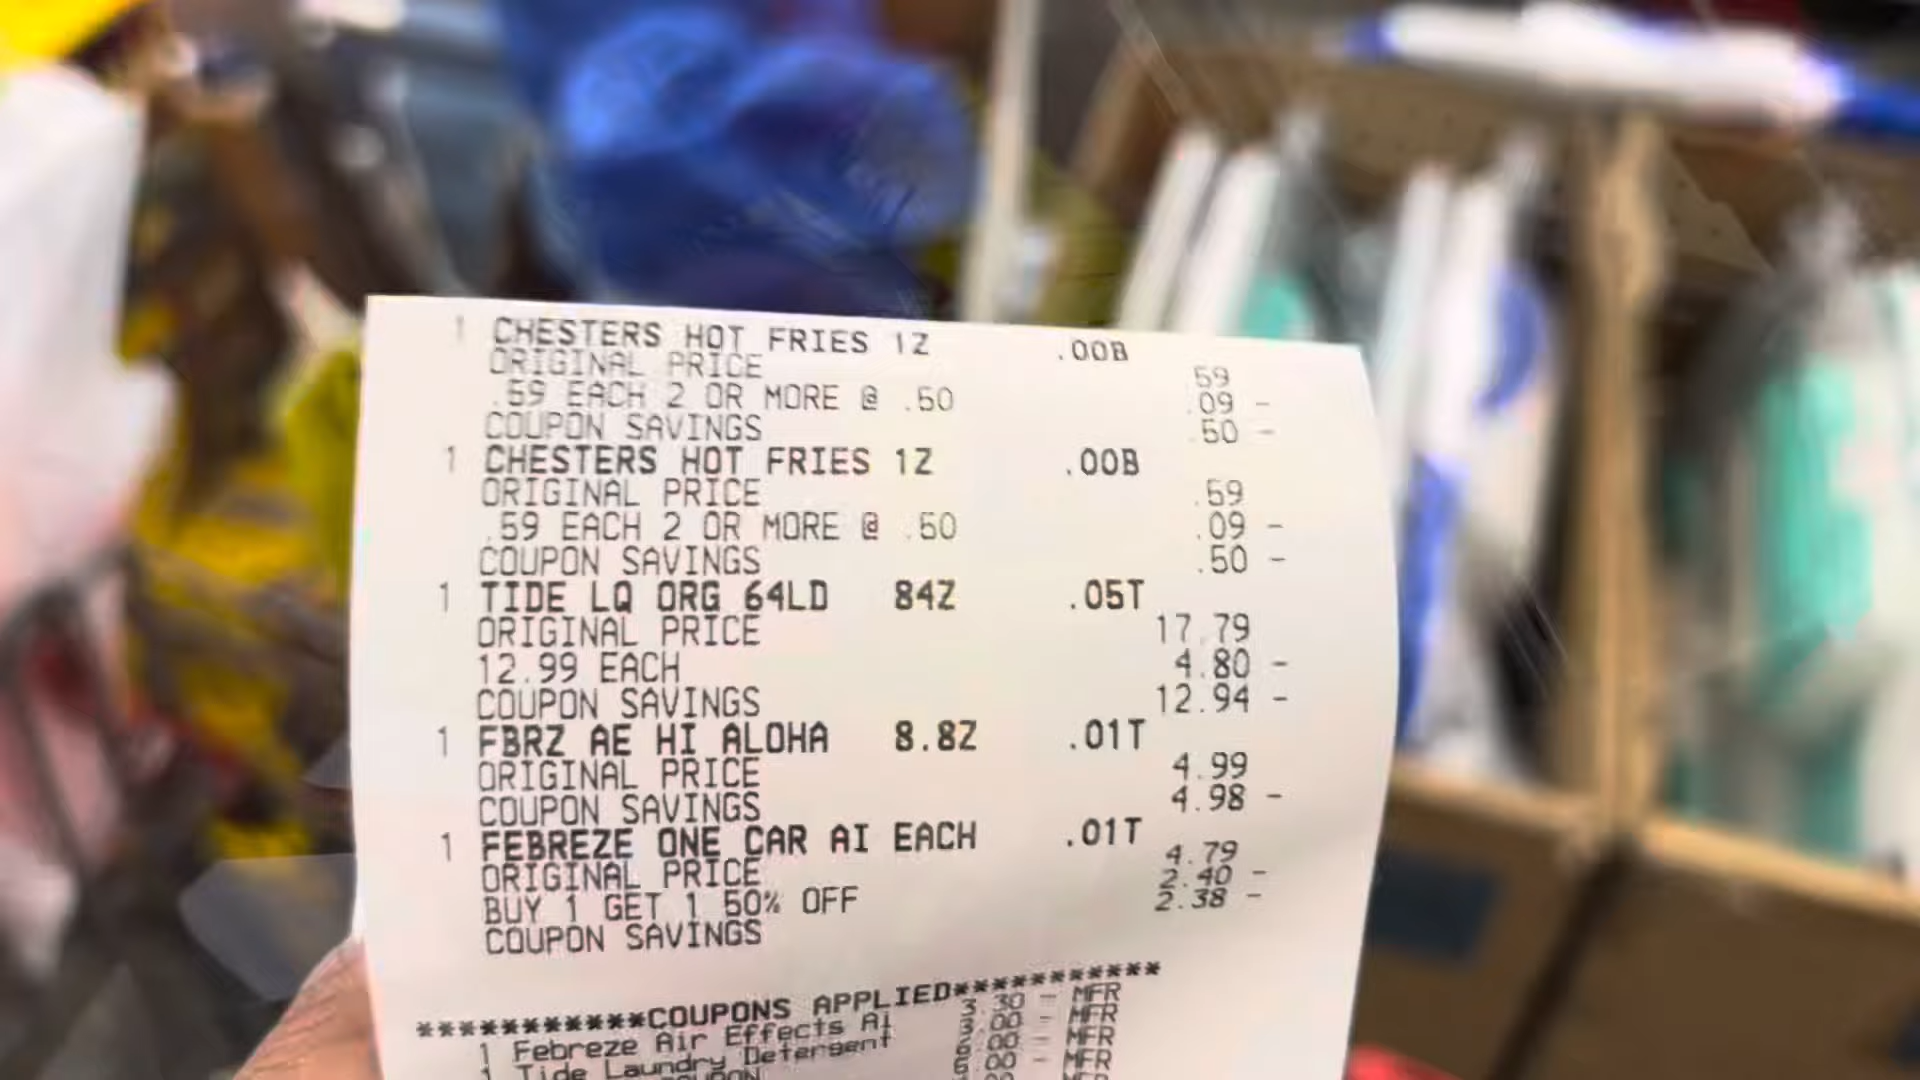 1 CHESTERS HOT FRIES 1Z .00B
ORIGINAL PRICE .59
.59 EACH 2 OR MORE @ .50 .09 -
COUPON SAVINGS .50 -
1 CHESTERS HOT FRIES 1Z .00B
ORIGINAL PRICE .59
.59 EACH 2 OR MORE @ .50 .09 -
COUPON SAVINGS .50 -
1 TIDE LQ ORG 64LD 84Z .05T
ORIGINAL PRICE 17.79
12.99 EACH 4.80 -
COUPON SAVINGS 12.94 -
1 FBRZ AE HI ALOHA 8.8Z .01T
ORIGINAL PRICE 4.99
COUPON SAVINGS 4.98 -
1 FEBREZE ONE CAR AI EACH .01T
ORIGINAL PRICE 4.79
BUY 1 GET 1 50% OFF 2.40 -
COUPON SAVINGS 2.38 -
***********COUPONS APPLIED***********
1 Febreze Air Effects Ai 3.30 - MFR
1 Tide Laundry Detergent 3.00 - MFR